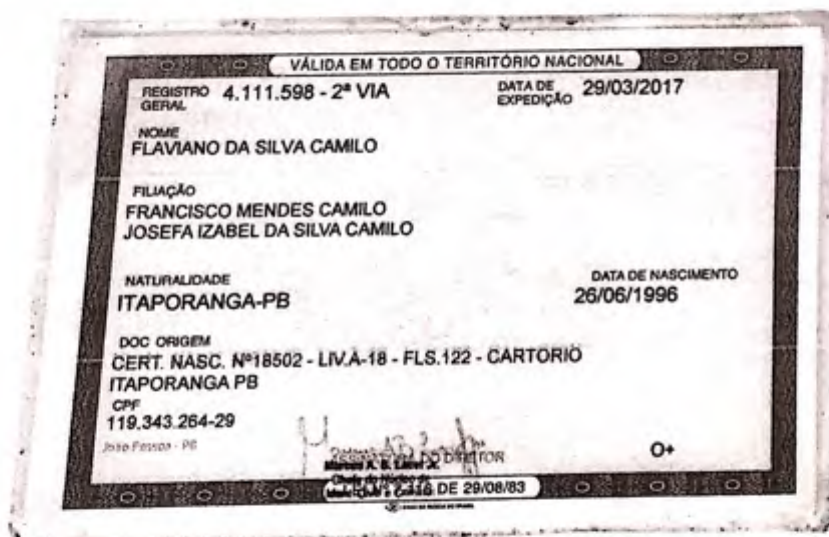 VÁLIDA EM TODO O TERRITÓRIO NACIONAL
REGISTRO GERAL 4.111.598 - 2ª VIA DATA DE EXPEDIÇÃO 29/03/2017
NOME
FLAVIANO DA SILVA CAMILO
FILIAÇÃO
FRANCISCO MENDES CAMILO
JOSEFA IZABEL DA SILVA CAMILO
NATURALIDADE DATA DE NASCIMENTO
ITAPORANGA-PB 26/06/1996
DOC ORIGEM
CERT. NASC. Nº18502 - LIV.A-18 - FLS.122 - CARTORIO
ITAPORANGA PB
CPF
119.343.264-29
João Pessoa - PB
ASSINATURA DO DIRETOR
O+
DE 29/08/83